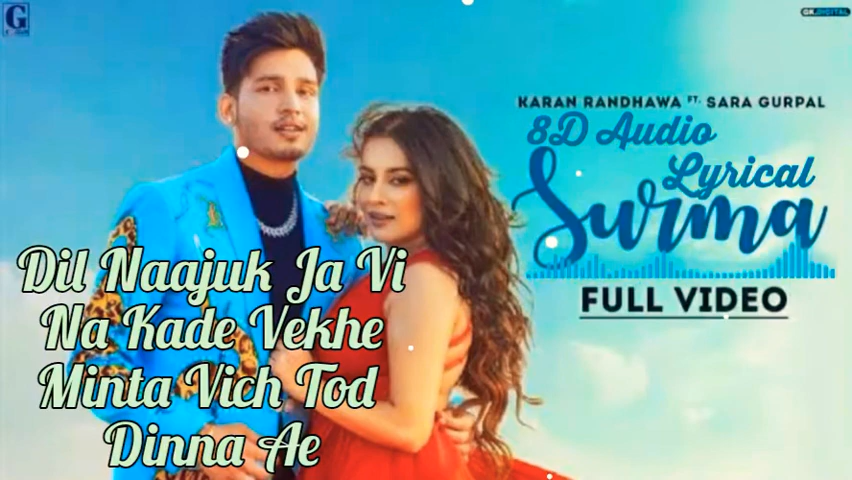 G
GK.DIGITAL
KARAN RANDHAWA FT. SARA GURPAL
8D Audio
Lyrical
Surma
FULL VIDEO
Dil Naajuk Ja Vi
Na Kade Vekhe
Minta Vich Tod
Dinna Ae